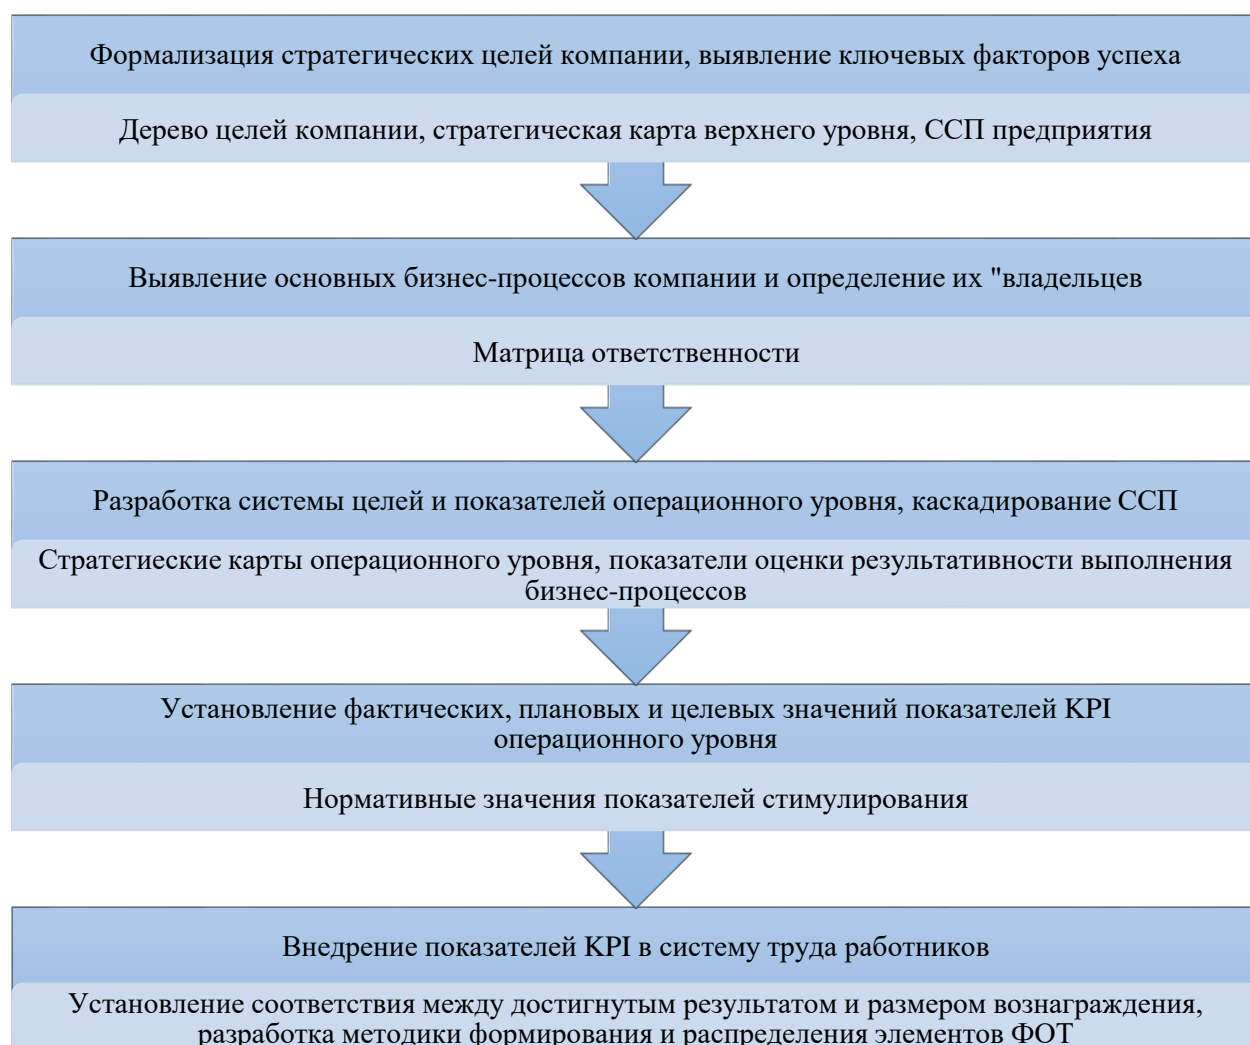 Формализация стратегических целей компании, выявление ключевых факторов успеха
Дерево целей компании, стратегическая карта верхнего уровня, ССП предприятия
Выявление основных бизнес-процессов компании и определение их "владельцев
Матрица ответственности
Разработка системы целей и показателей операционного уровня, каскадирование ССП
Стратегиеские карты операционного уровня, показатели оценки результативности выполнения
бизнес-процессов
Установление фактических, плановых и целевых значений показателей KPI
операционного уровня
Нормативные значения показателей стимулирования
Внедрение показателей KPI в систему труда работников
Установление соответствия между достигнутым результатом и размером вознаграждения,
разработка методики формирования и распределения элементов ФОТ